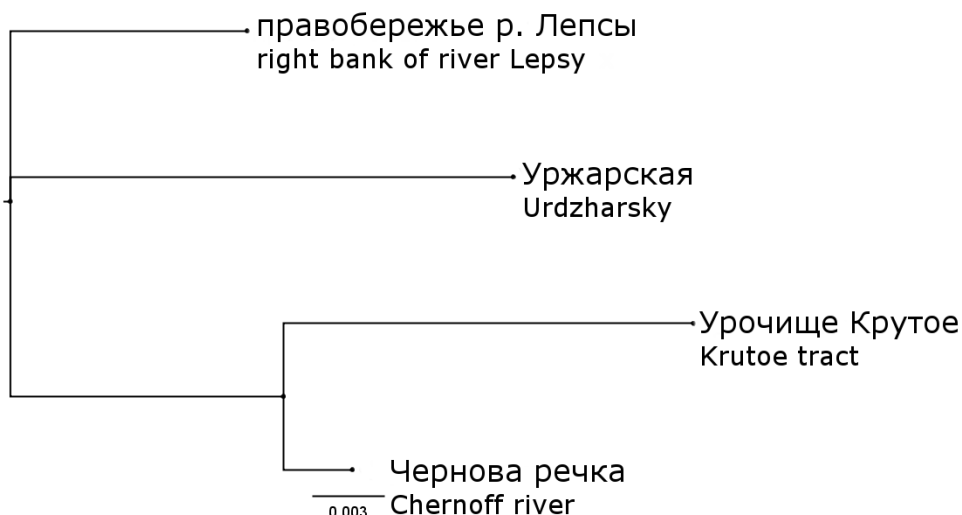 правобережье р. Лепсы
right bank of river Lepsy
Уржарская
Urdzharsky
Урочище Крутое
Krutoe tract
Чернова речка
Chernoff river
0.003